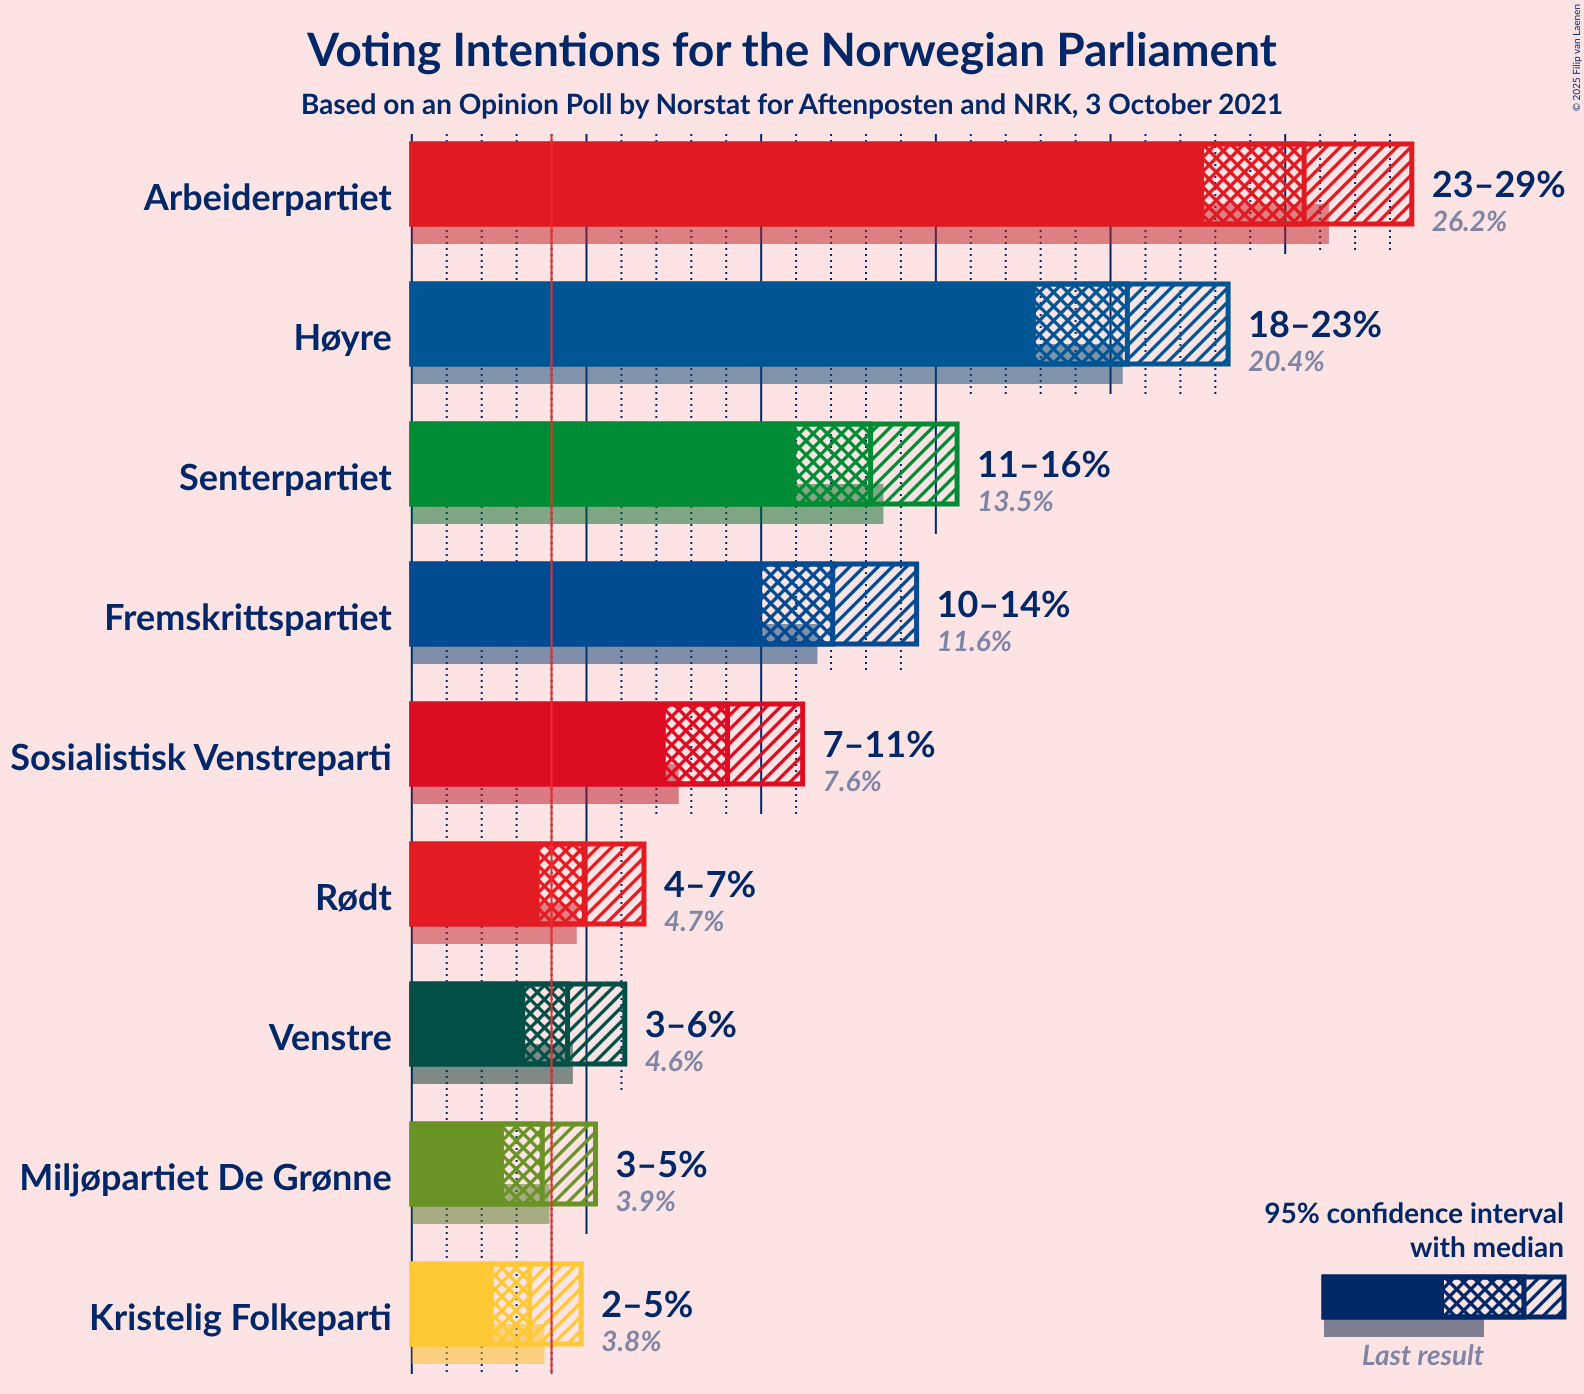 Voting Intentions for the Norwegian Parliament
Based on an Opinion Poll by Norstat for Aftenposten and NRK, 3 October 2021
© 2025 Filip van Laenen
Arbeiderpartiet
23–29%
26.2%
Høyre
18–23%
20.4%
Senterpartiet
11–16%
13.5%
Fremskrittspartiet
10–14%
11.6%
Sosialistisk Venstreparti
7–11%
7.6%
Rødt
4–7%
4.7%
Venstre
3–6%
4.6%
Miljøpartiet De Grønne
3–5%
3.9%
Kristelig Folkeparti
2–5%
3.8%
95% confidence interval
with median
Last result